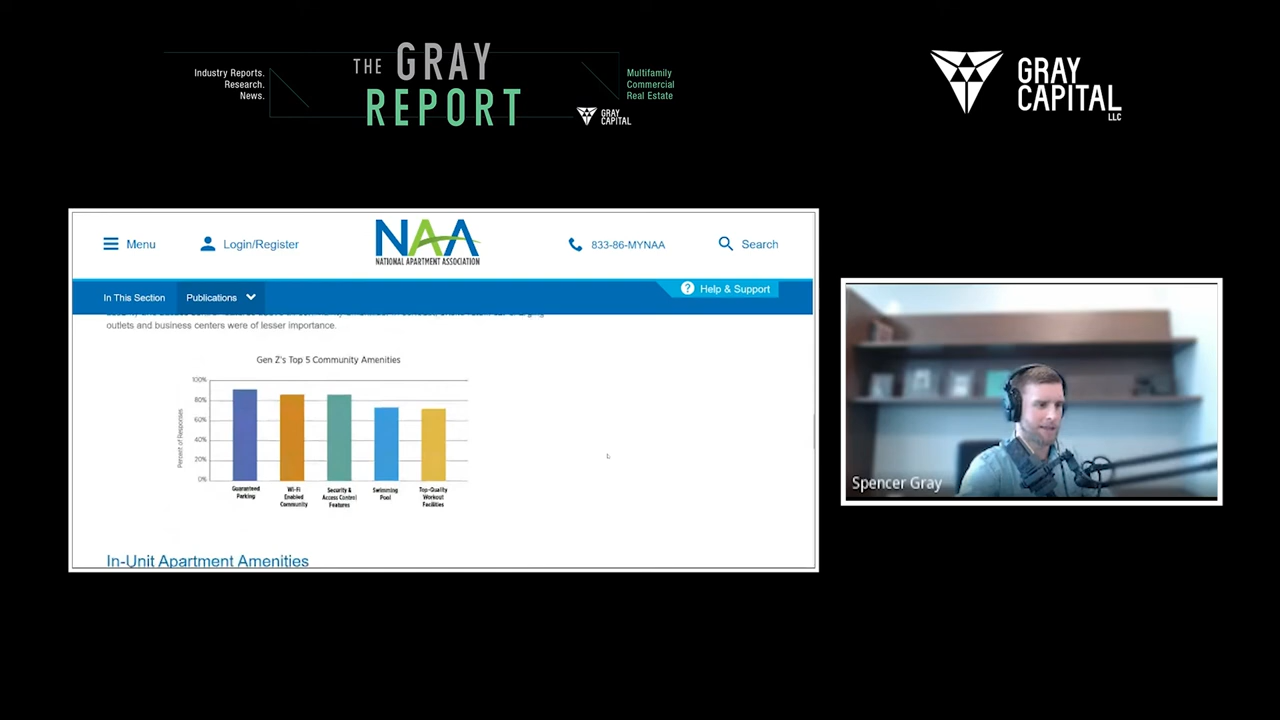 Industry Reports.
Research.
News.
THE GRAY
REPORT
Multifamily
Commercial
Real Estate
GRAY
CAPITAL
GRAY
CAPITAL
LLC
Menu
Login/Register
NAA
NATIONAL APARTMENT ASSOCIATION
833-86-MYNAA
Search
In This Section
Publications
Help & Support
outlets and business centers were of lesser importance.
Gen Z's Top 5 Community Amenities
Percent of Responses
100%
80%
60%
40%
20%
0%
Guaranteed
Parking
Wi-Fi
Enabled
Community
Security &
Access Control
Features
Swimming
Pool
Top-Quality
Workout
Facilities
In-Unit Apartment Amenities
Spencer Gray